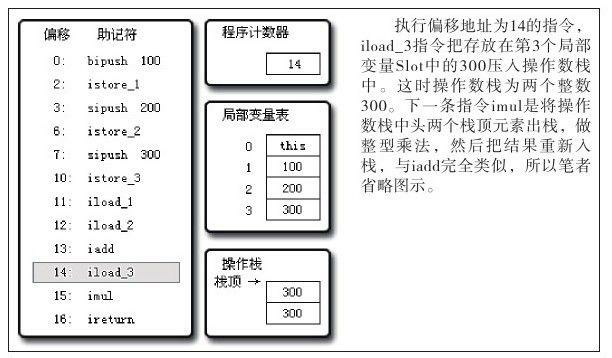 偏移 助记符
0: bipush 100
2: istore_1
3: sipush 200
6: istore_2
7: sipush 300
10: istore_3
11: iload_1
12: iload_2
13: iadd
14: iload_3
15: imul
16: ireturn
程序计数器
14
局部变量表
0 this
1 100
2 200
3 300
操作栈
栈顶 →
300
300
执行偏移地址为14的指令，
iload_3指令把存放在第3个局部
变量Slot中的300压入操作数栈
中。这时操作数栈为两个整数
300。下一条指令imul是将操作
数栈中头两个栈顶元素出栈，做
整型乘法，然后把结果重新入
栈，与iadd完全类似，所以笔者
省略图示。